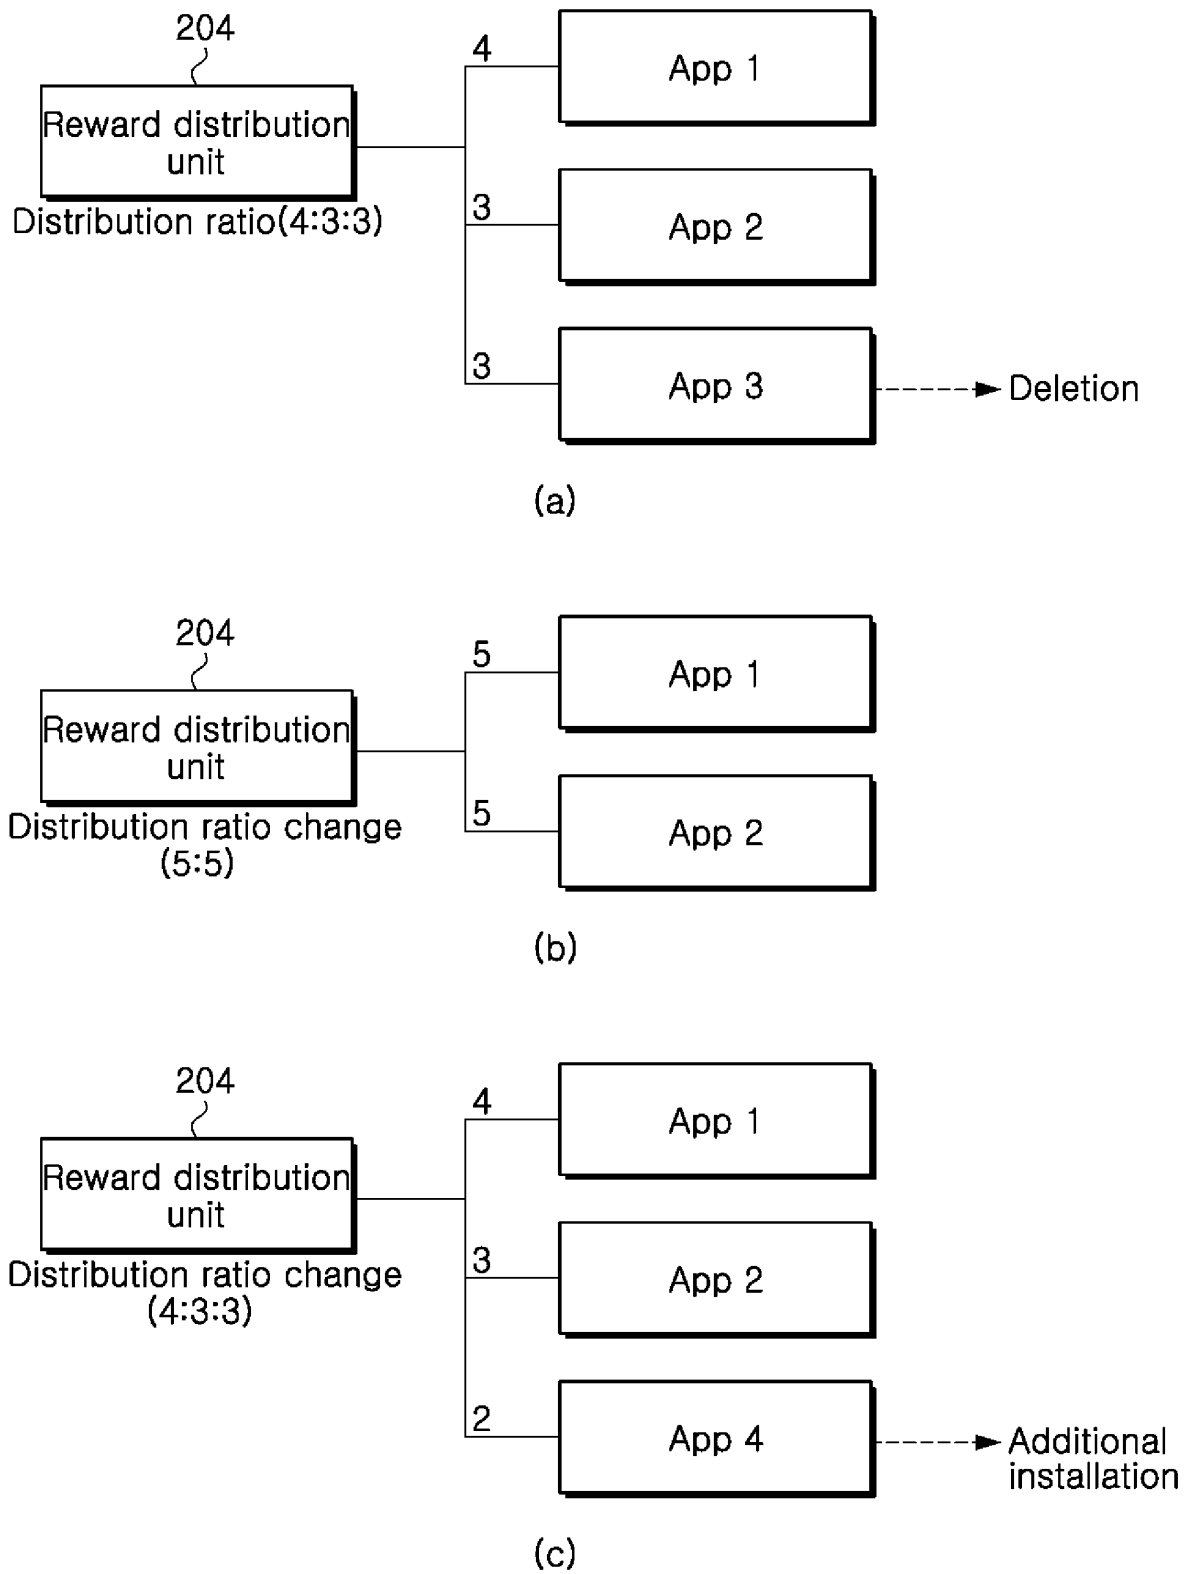 204
Reward distribution
unit
Distribution ratio(4:3:3)
4
App 1
3
App 2
3
App 3
Deletion
(a)
204
Reward distribution
unit
Distribution ratio change
(5:5)
5
App 1
5
App 2
(b)
204
Reward distribution
unit
Distribution ratio change
(4:3:3)
4
App 1
3
App 2
2
App 4
Additional
installation
(c)